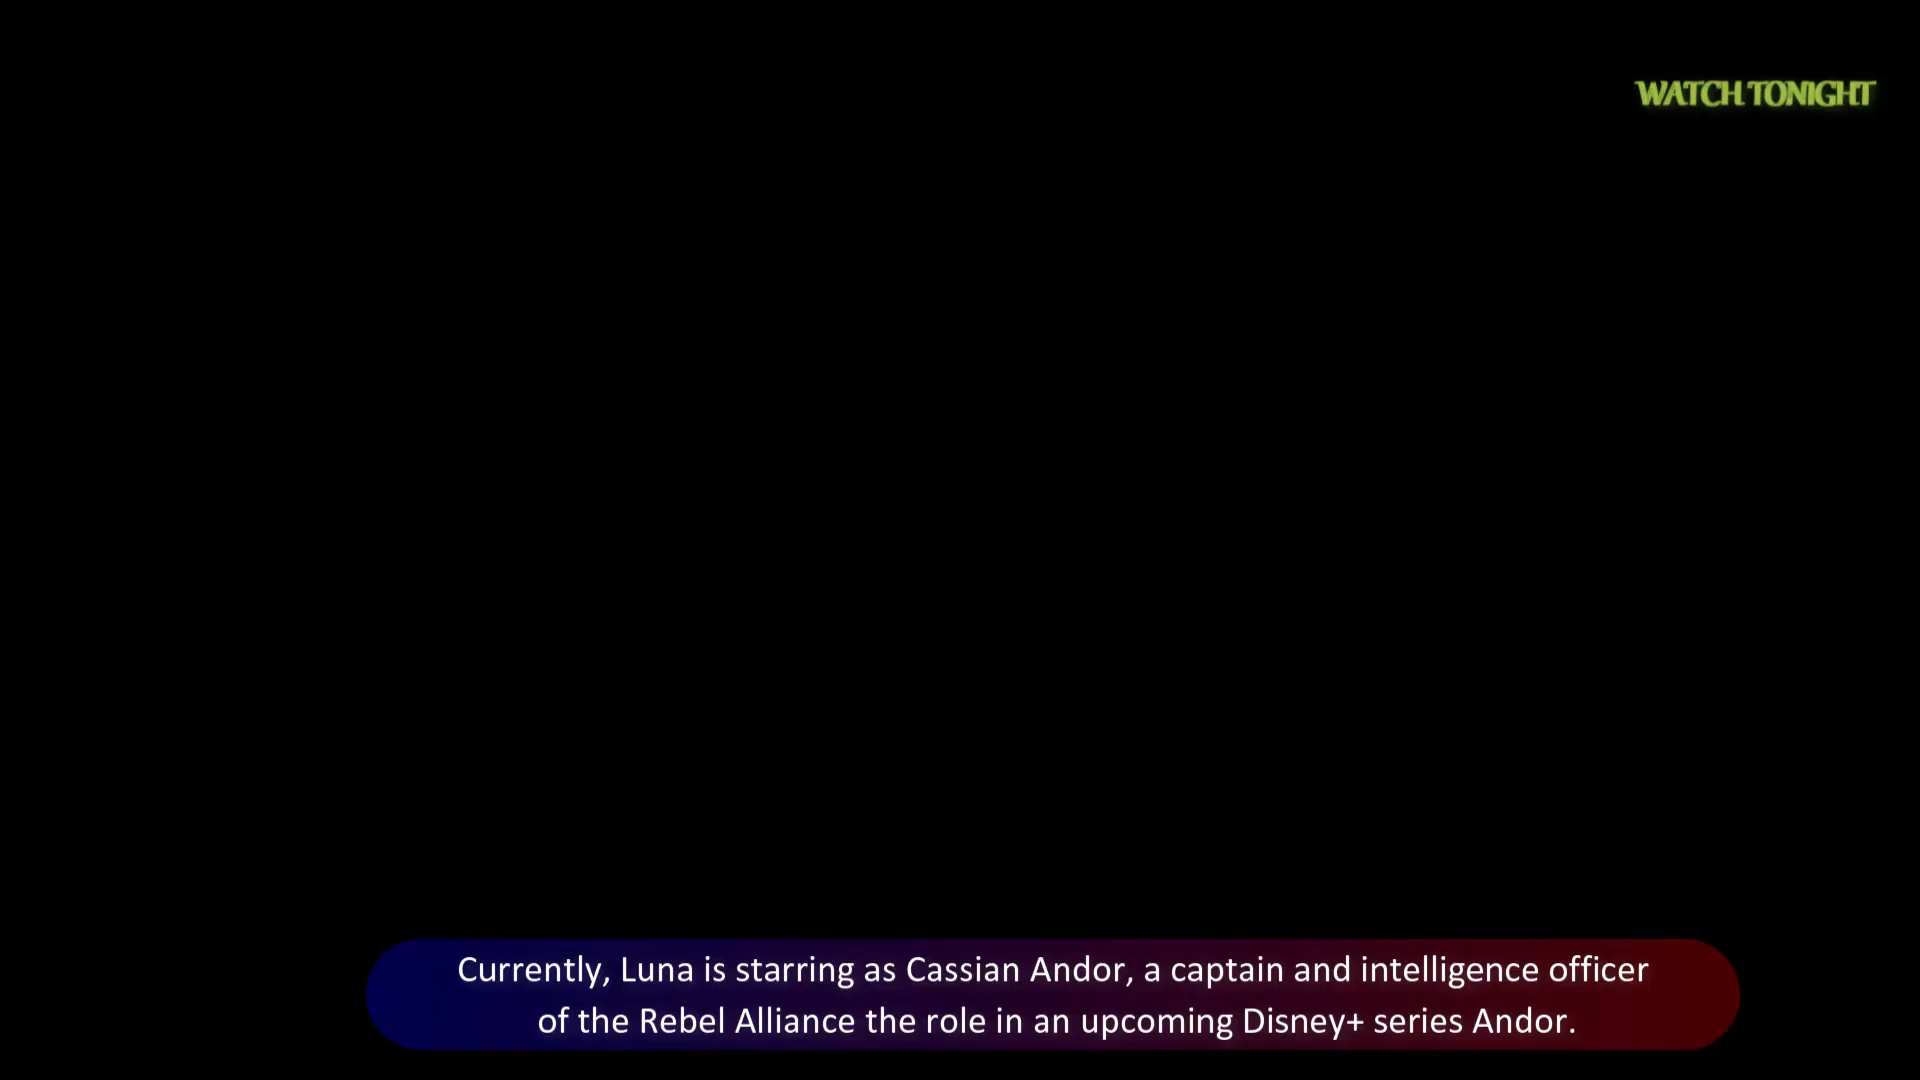 WATCH TONIGHT
Currently, Luna is starring as Cassian Andor, a captain and intelligence officer
of the Rebel Alliance the role in an upcoming Disney+ series Andor.